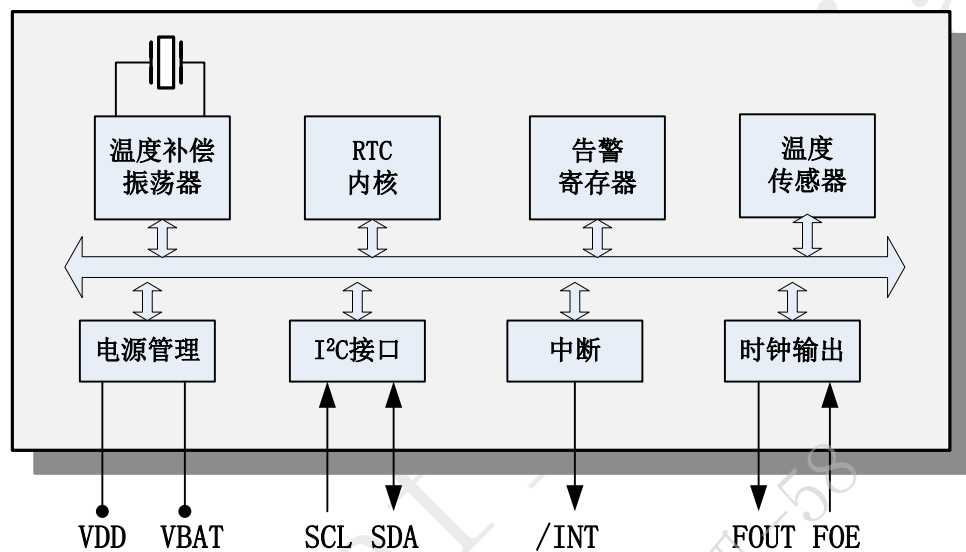 温度补偿
振荡器
RTC
内核
告警
寄存器
温度
传感器
电源管理
I²C接口
中断
时钟输出
VDD VBAT SCL SDA /INT FOUT FOE